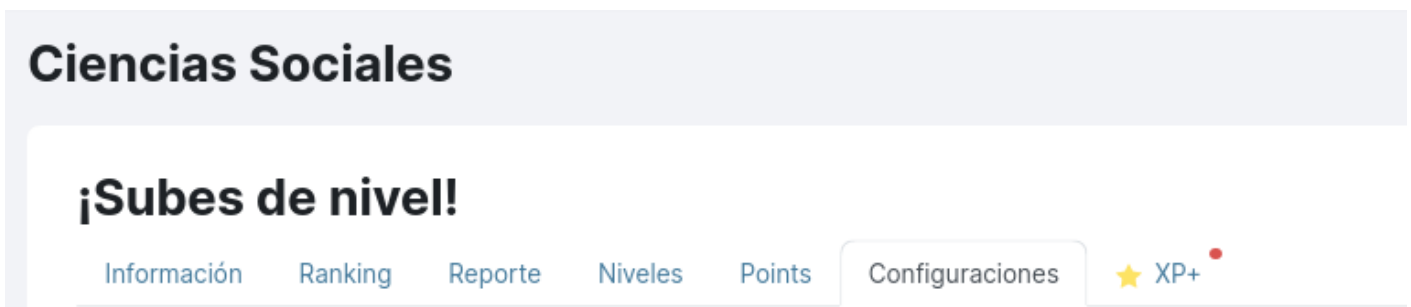 Ciencias Sociales
¡Subes de nivel!
Información Ranking Reporte Niveles Points Configuraciones XP+